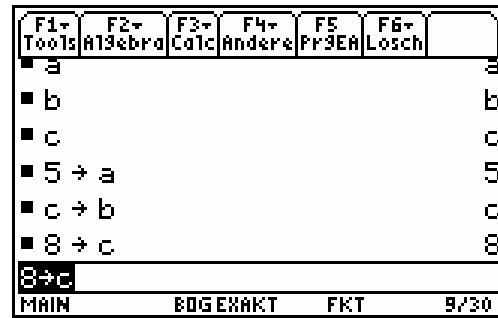 F1 F2 F3 F4 F5 F6
Tools Algebra Calc Andere PrgEA Losch
a a
b b
c c
5 → a 5
c → b c
8 → c 8
8→c
MAIN BOG EXAKT FKT 9/30